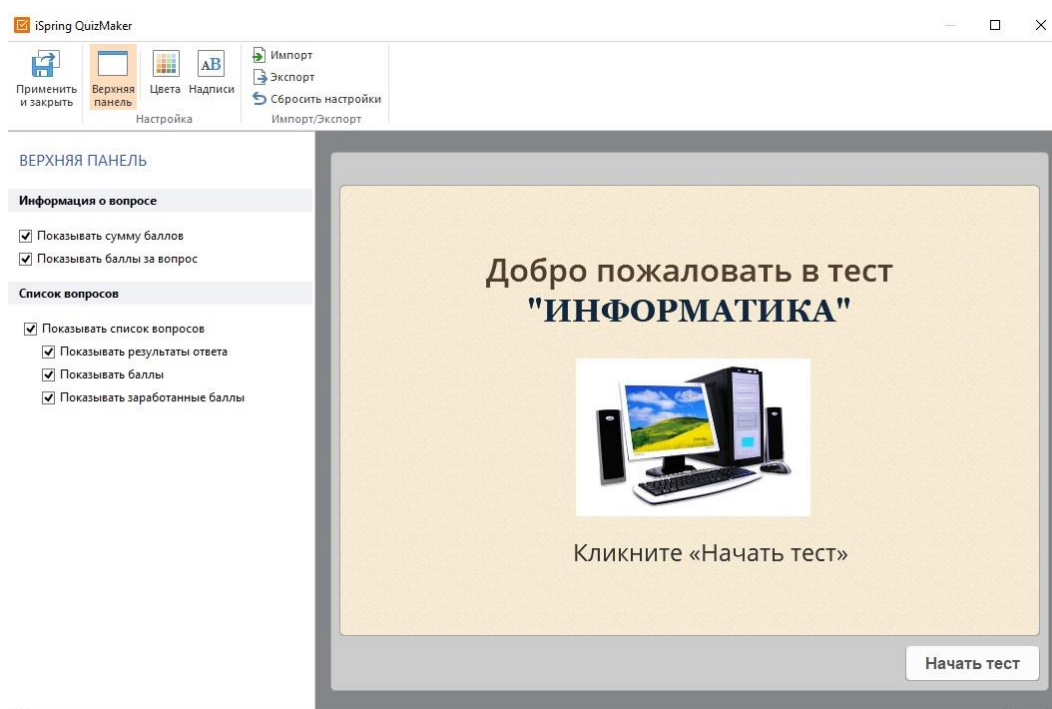 iSpring QuizMaker
Применить
и закрыть
Верхняя
панель
Цвета
Надписи
Настройка
Импорт
Экспорт
Сбросить настройки
Импорт/Экспорт
ВЕРХНЯЯ ПАНЕЛЬ
Информация о вопросе
Показывать сумму баллов
Показывать баллы за вопрос
Список вопросов
Показывать список вопросов
Показывать результаты ответа
Показывать баллы
Показывать заработанные баллы
Добро пожаловать в тест
"ИНФОРМАТИКА"
Кликните «Начать тест»
Начать тест